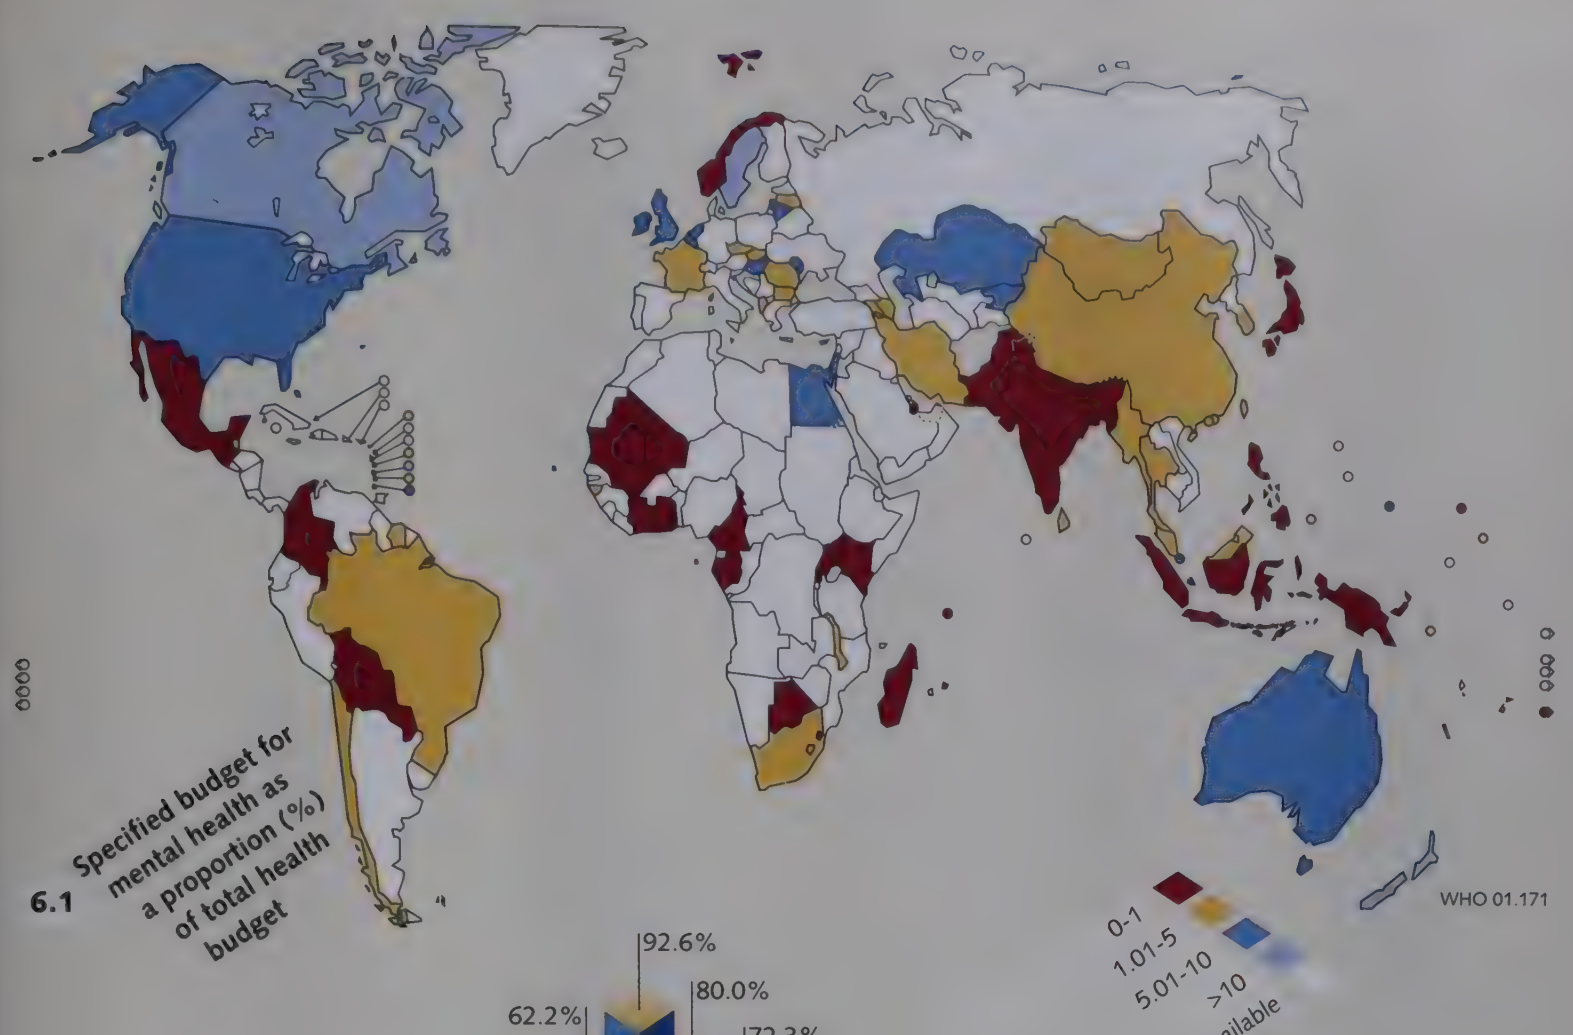 6.1
Specified budget for
mental health as
a proportion (%)
of total health
budget
WHO 01.171
0-1
1.01-5
5.01-10
>10
92.6%
80.0%
62.2%